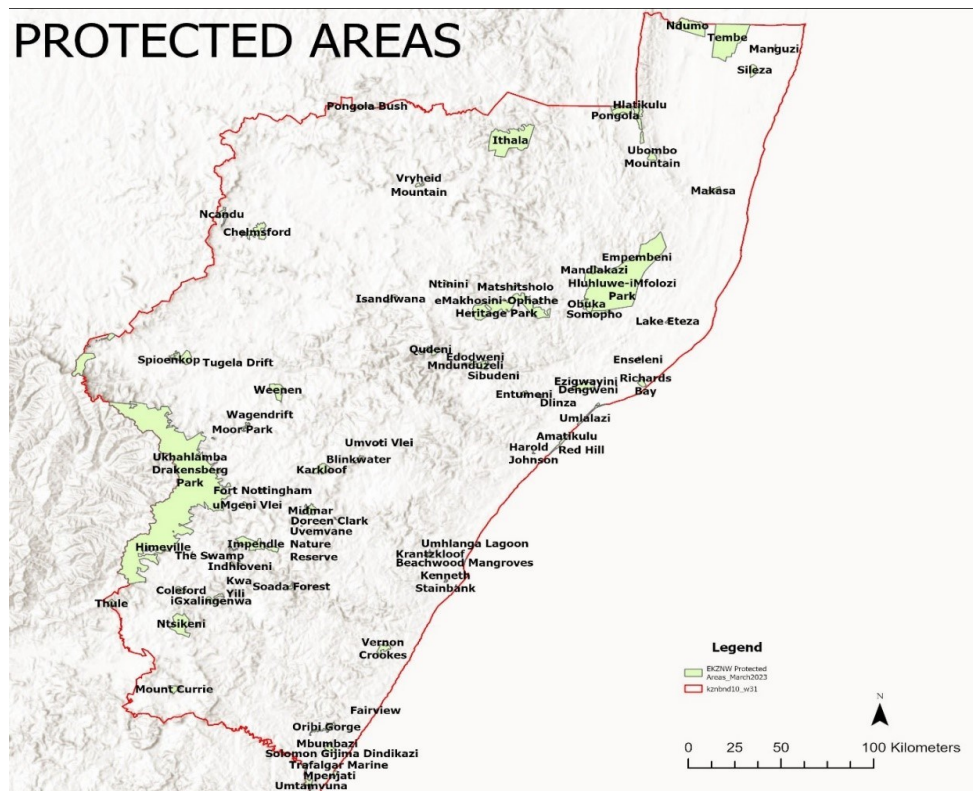 PROTECTED AREAS
Ndumo
Tembe
Manguzi
Sileza
Pongola Bush
Hlatikulu
Pongola
Ithala
Ubombo
Mountain
Vryheid
Mountain
Makasa
Ncandu
Chelmsford
Empembeni
Mandlakazi
Hluhluwe-iMfolozi
Park
Ntinini
Matshitsholo
Isandlwana
eMakhosini-Ophathe
Heritage Park
Obuka
Somopho
Lake Eteza
Qudeni
Edodweni
Mndunduzeli
Sibudeni
Enseleni
Spioenkop
Tugela Drift
Ezigwayini
Dengweni
Richards
Bay
Weenen
Entumeni
Dlinza
Umlalazi
Wagendrift
Moor Park
Amatikulu
Umvoti Vlei
Harold
Johnson
Red Hill
Blinkwater
Karkloof
Ukhahlamba
Drakensberg
Park
Fort Nottingham
uMgeni Vlei
Midmar
Doreen Clark
Uvemvane
Nature
Reserve
Himeville
The Swamp
Impendle
Indhloveni
Umhlanga Lagoon
Krantzkloof
Beachwood Mangroves
Kenneth
Stainbank
Kwa
Yili
Soada Forest
Coleford
iGxalingenwa
Thule
Ntsikeni
Vernon
Crookes
Mount Currie
Fairview
Oribi Gorge
Mbumbazi
Solomon Gijima Dindikazi
Trafalgar Marine
Mpenjati
Umtamvuna
Legend
EKZNW Protected
Areas_March2023
kznbnd10_w31
N
0 25 50 100 Kilometers